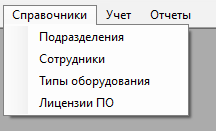 Справочники Учет Отчеты
Подразделения
Сотрудники
Типы оборудования
Лицензии ПО